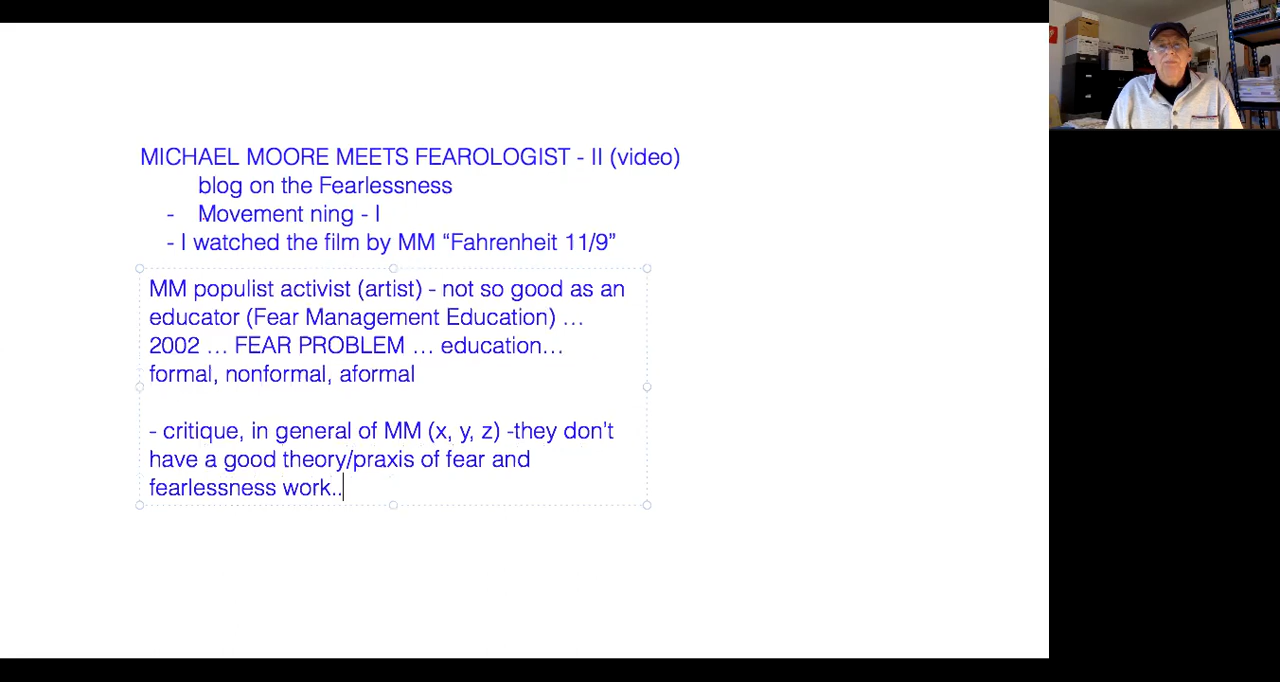 MICHAEL MOORE MEETS FEAROLOGIST - II (video)
blog on the Fearlessness
- Movement ning - I
- I watched the film by MM “Fahrenheit 11/9”
MM populist activist (artist) - not so good as an
educator (Fear Management Education) …
2002 … FEAR PROBLEM … education…
formal, nonformal, aformal
- critique, in general of MM (x, y, z) -they don’t
have a good theory/praxis of fear and
fearlessness work..